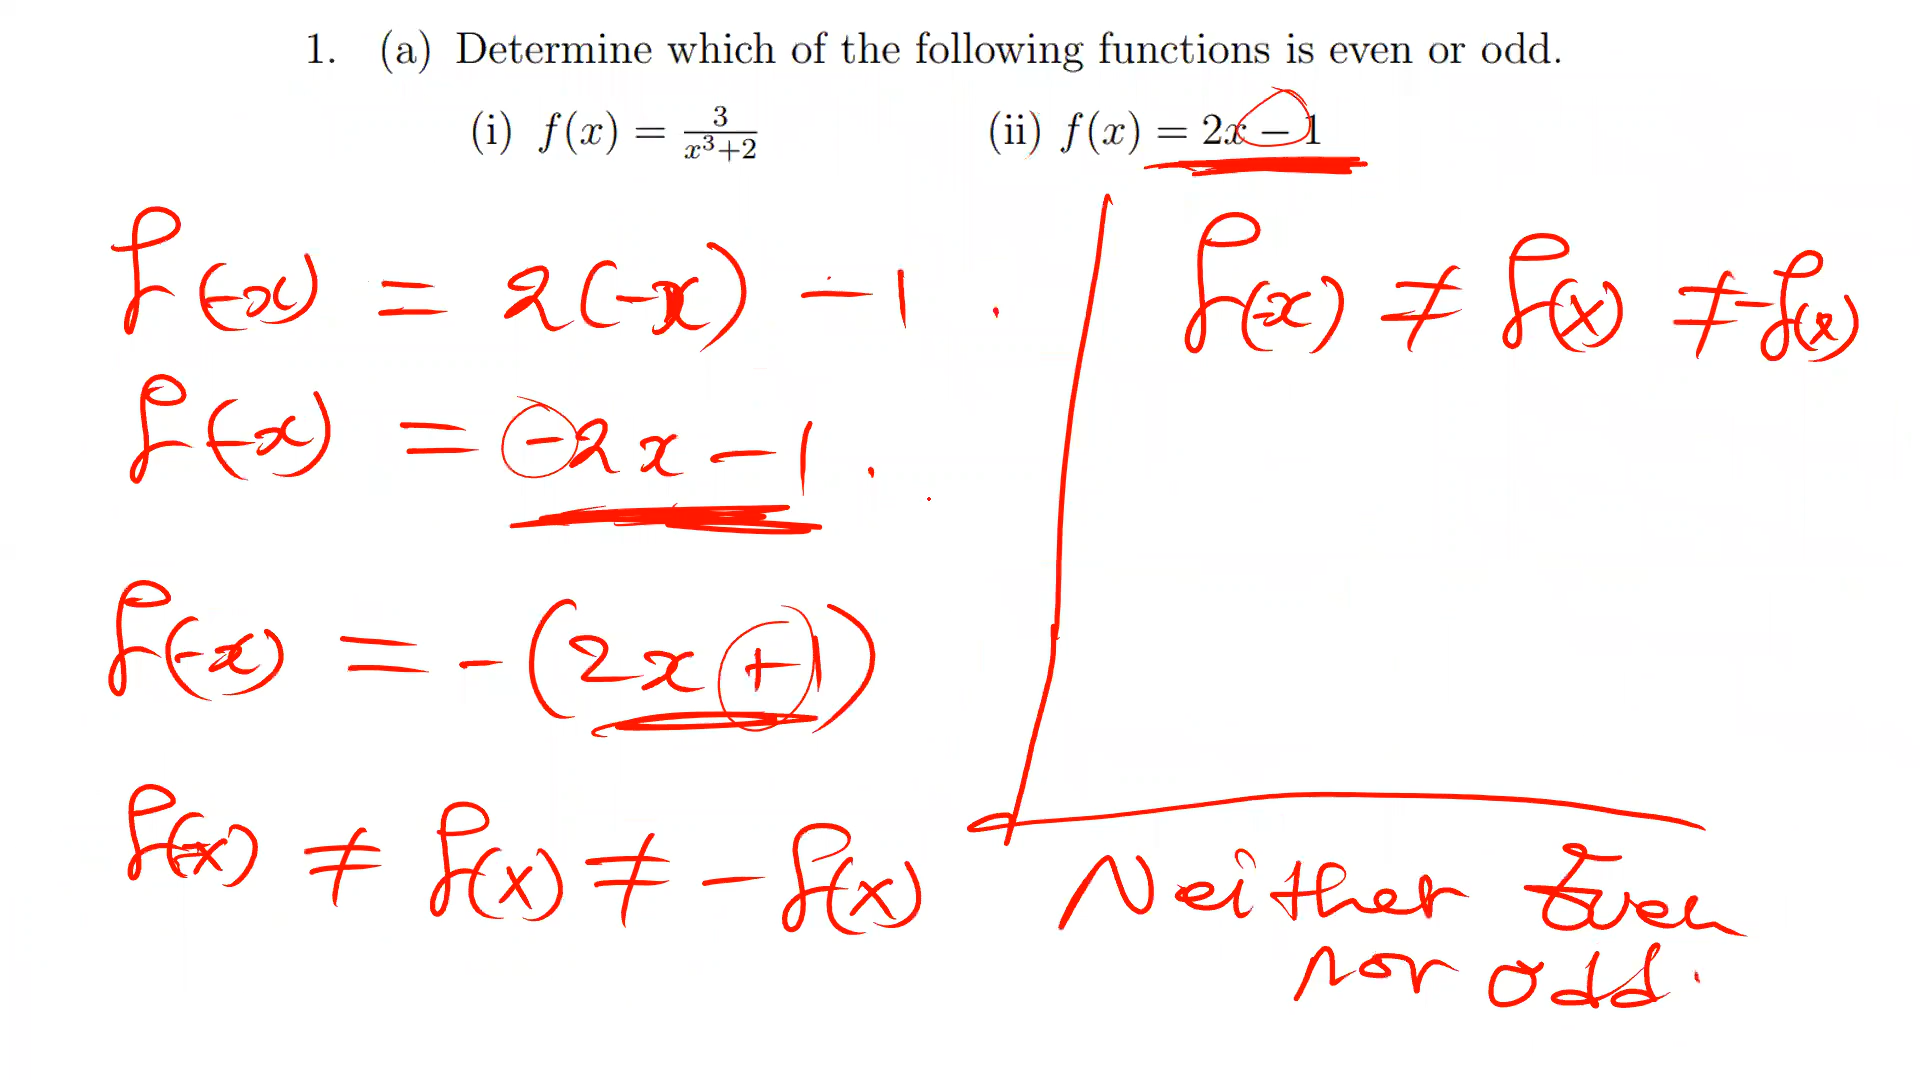 1. (a) Determine which of the following functions is even or odd.
(i) f(x) = 3/(x³+2) (ii) f(x) = 2x − 1
f(-x) = 2(-x) - 1 .
f(-x) = -2x - 1 .
f(-x) = -(2x + 1)
f(-x) ≠ f(x) ≠ - f(x)
f(-x) ≠ f(x) ≠ -f(x)
Neither Even
nor odd.